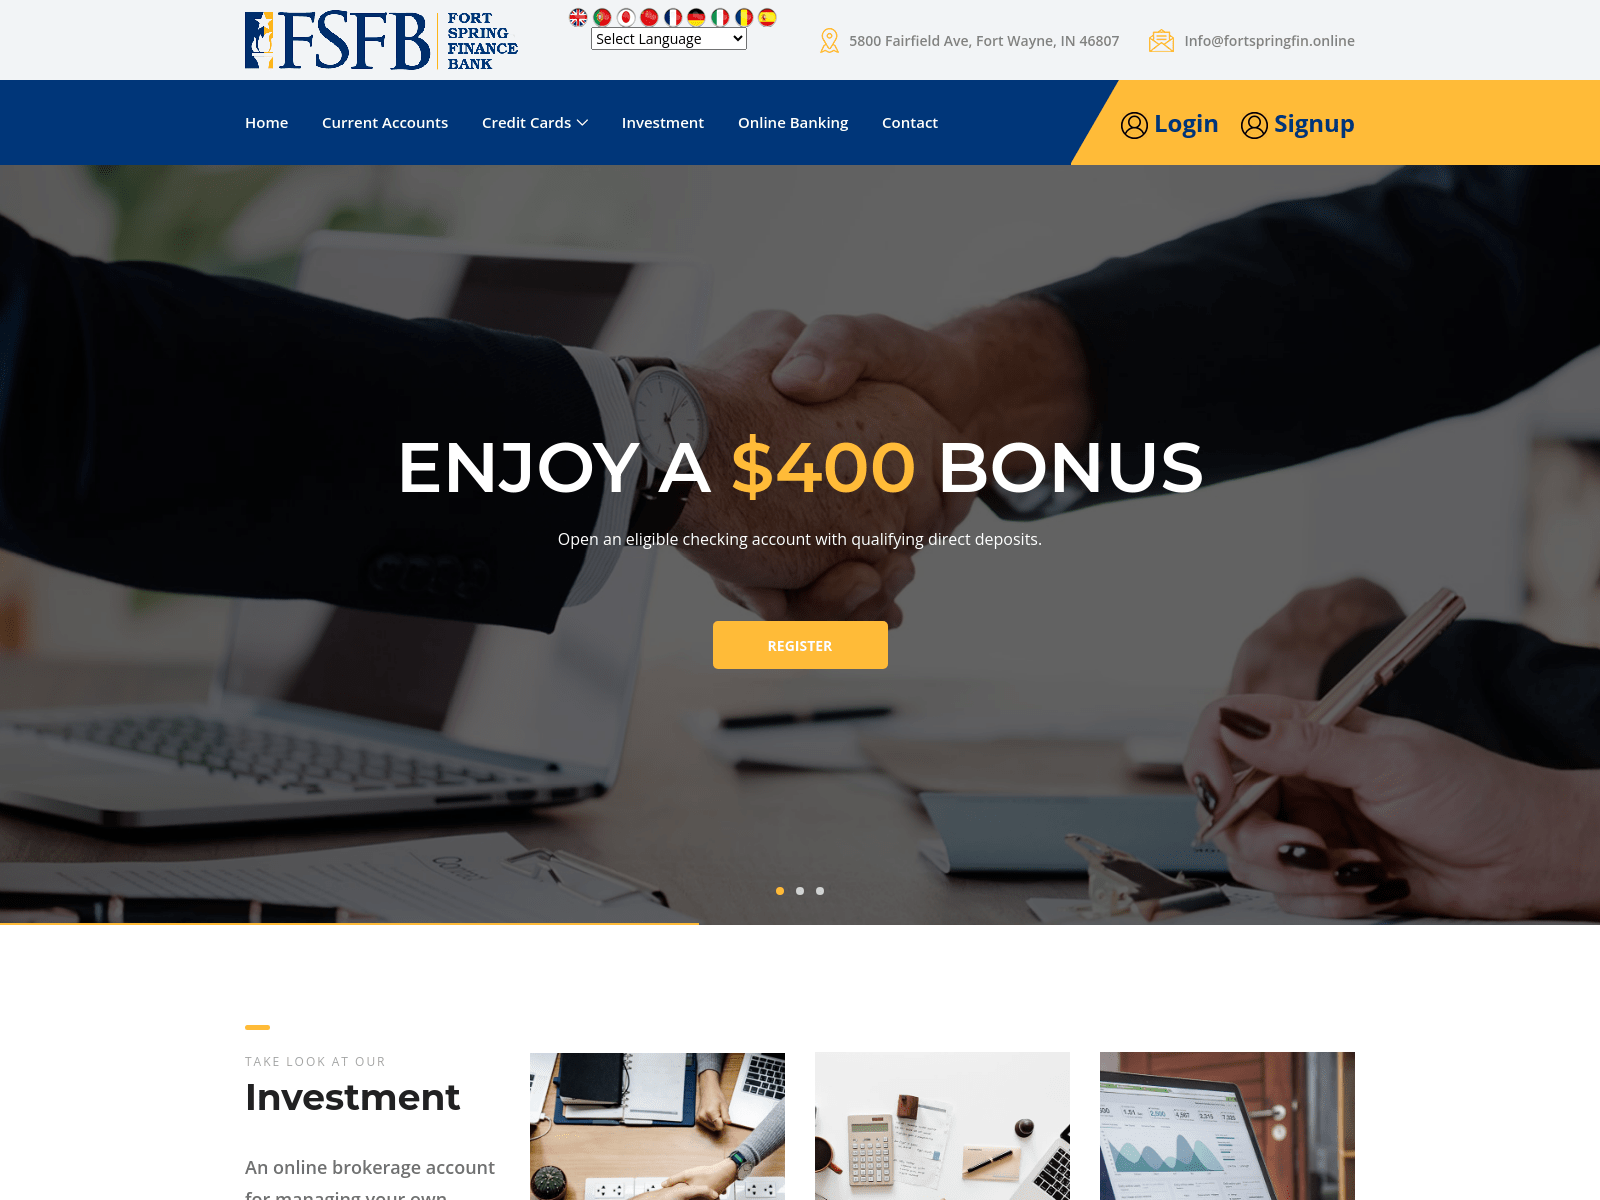 FSFB
FORT
SPRING
FINANCE
BANK
Select Language
5800 Fairfield Ave, Fort Wayne, IN 46807
Info@fortspringfin.online
Home
Current Accounts
Credit Cards
Investment
Online Banking
Contact
Login
Signup
ENJOY A $400 BONUS
Open an eligible checking account with qualifying direct deposits.
REGISTER
TAKE LOOK AT OUR
Investment
An online brokerage account
for managing your own